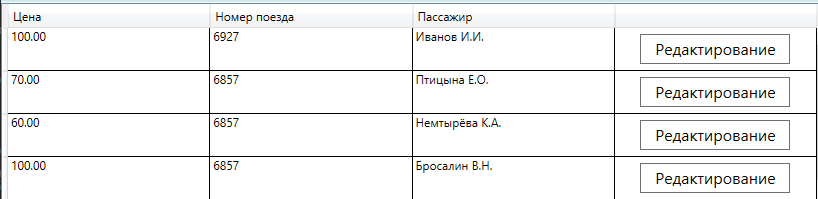 Цена Номер поезда Пассажир
100.00 6927 Иванов И.И. Редактирование
70.00 6857 Птицына Е.О. Редактирование
60.00 6857 Немтырёва К.А. Редактирование
100.00 6857 Бросалин В.Н. Редактирование